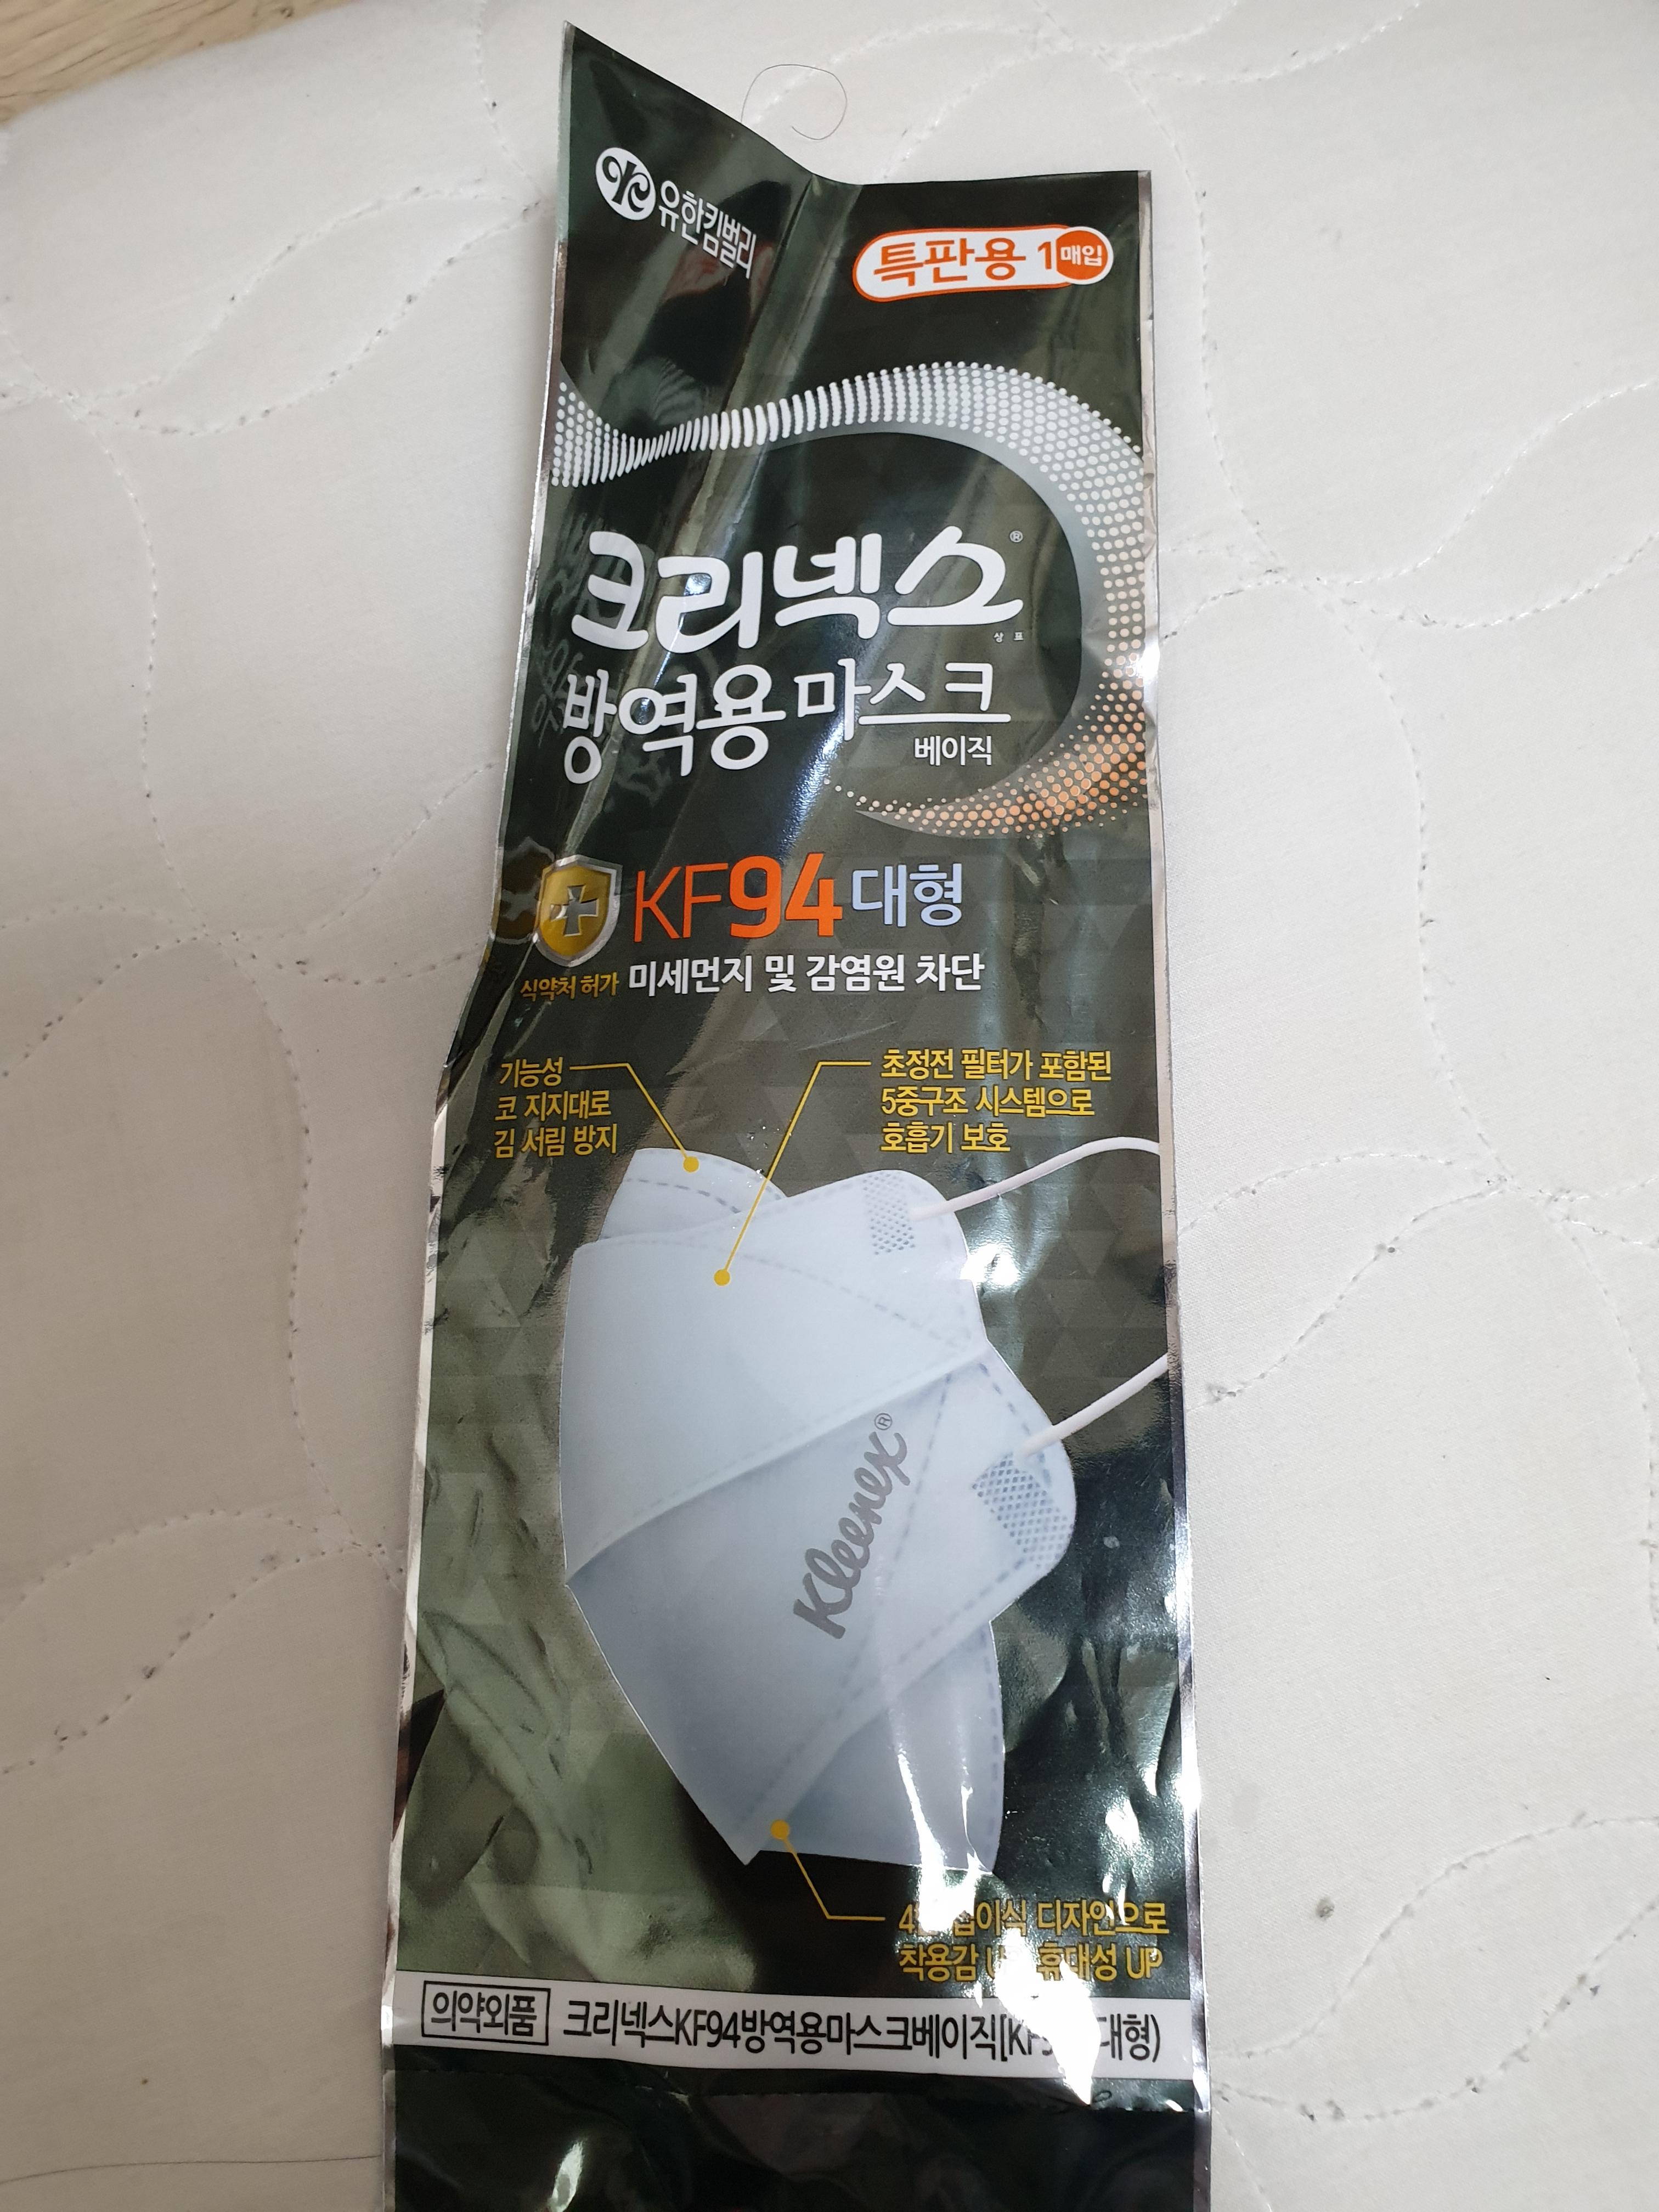 유한킴벌리
특판용 1매입
크리넥스®
상표
방역용 마스크
베이직
KF94 대형
식약처 허가 미세먼지 및 감염원 차단
기능성
코 지지대로
김 서림 방지
초정전 필터가 포함된
5중구조 시스템으로
호흡기 보호
Kleenex®
디자인으로
착용감 휴대성 UP
의약외품 크리넥스KF94방역용마스크베이직 대형)